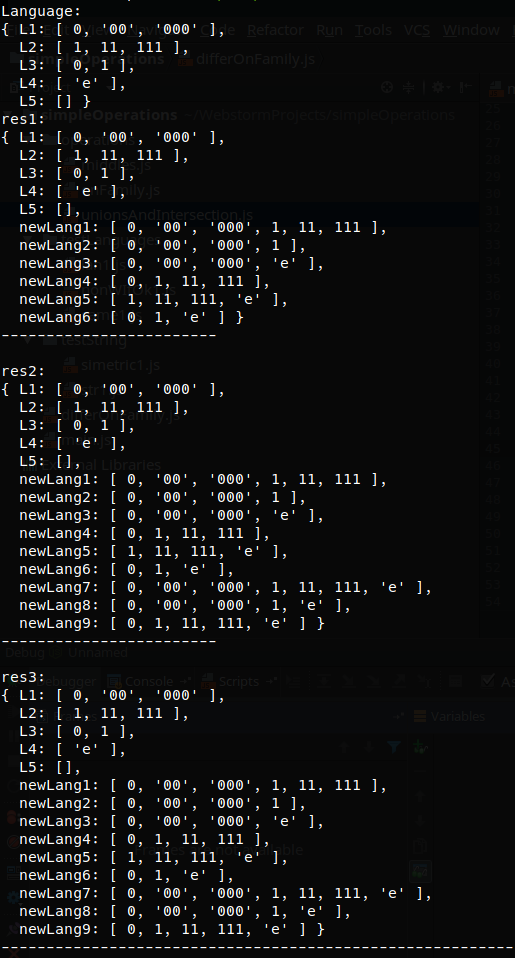 Language:
{ L1: [ 0, '00', '000' ],
  L2: [ 1, 11, 111 ],
  L3: [ 0, 1 ],
  L4: [ 'e' ],
  L5: [] }
res1:
{ L1: [ 0, '00', '000' ],
  L2: [ 1, 11, 111 ],
  L3: [ 0, 1 ],
  L4: [ 'e' ],
  L5: [],
  newLang1: [ 0, '00', '000', 1, 11, 111 ],
  newLang2: [ 0, '00', '000', 1 ],
  newLang3: [ 0, '00', '000', 'e' ],
  newLang4: [ 0, 1, 11, 111 ],
  newLang5: [ 1, 11, 111, 'e' ],
  newLang6: [ 0, 1, 'e' ] }
------------------------
res2:
{ L1: [ 0, '00', '000' ],
  L2: [ 1, 11, 111 ],
  L3: [ 0, 1 ],
  L4: [ 'e' ],
  L5: [],
  newLang1: [ 0, '00', '000', 1, 11, 111 ],
  newLang2: [ 0, '00', '000', 1 ],
  newLang3: [ 0, '00', '000', 'e' ],
  newLang4: [ 0, 1, 11, 111 ],
  newLang5: [ 1, 11, 111, 'e' ],
  newLang6: [ 0, 1, 'e' ],
  newLang7: [ 0, '00', '000', 1, 11, 111, 'e' ],
  newLang8: [ 0, '00', '000', 1, 'e' ],
  newLang9: [ 0, 1, 11, 111, 'e' ] }
------------------------
res3:
{ L1: [ 0, '00', '000' ],
  L2: [ 1, 11, 111 ],
  L3: [ 0, 1 ],
  L4: [ 'e' ],
  L5: [],
  newLang1: [ 0, '00', '000', 1, 11, 111 ],
  newLang2: [ 0, '00', '000', 1 ],
  newLang3: [ 0, '00', '000', 'e' ],
  newLang4: [ 0, 1, 11, 111 ],
  newLang5: [ 1, 11, 111, 'e' ],
  newLang6: [ 0, 1, 'e' ],
  newLang7: [ 0, '00', '000', 1, 11, 111, 'e' ],
  newLang8: [ 0, '00', '000', 1, 'e' ],
  newLang9: [ 0, 1, 11, 111, 'e' ] }
---------------------------------------------------------